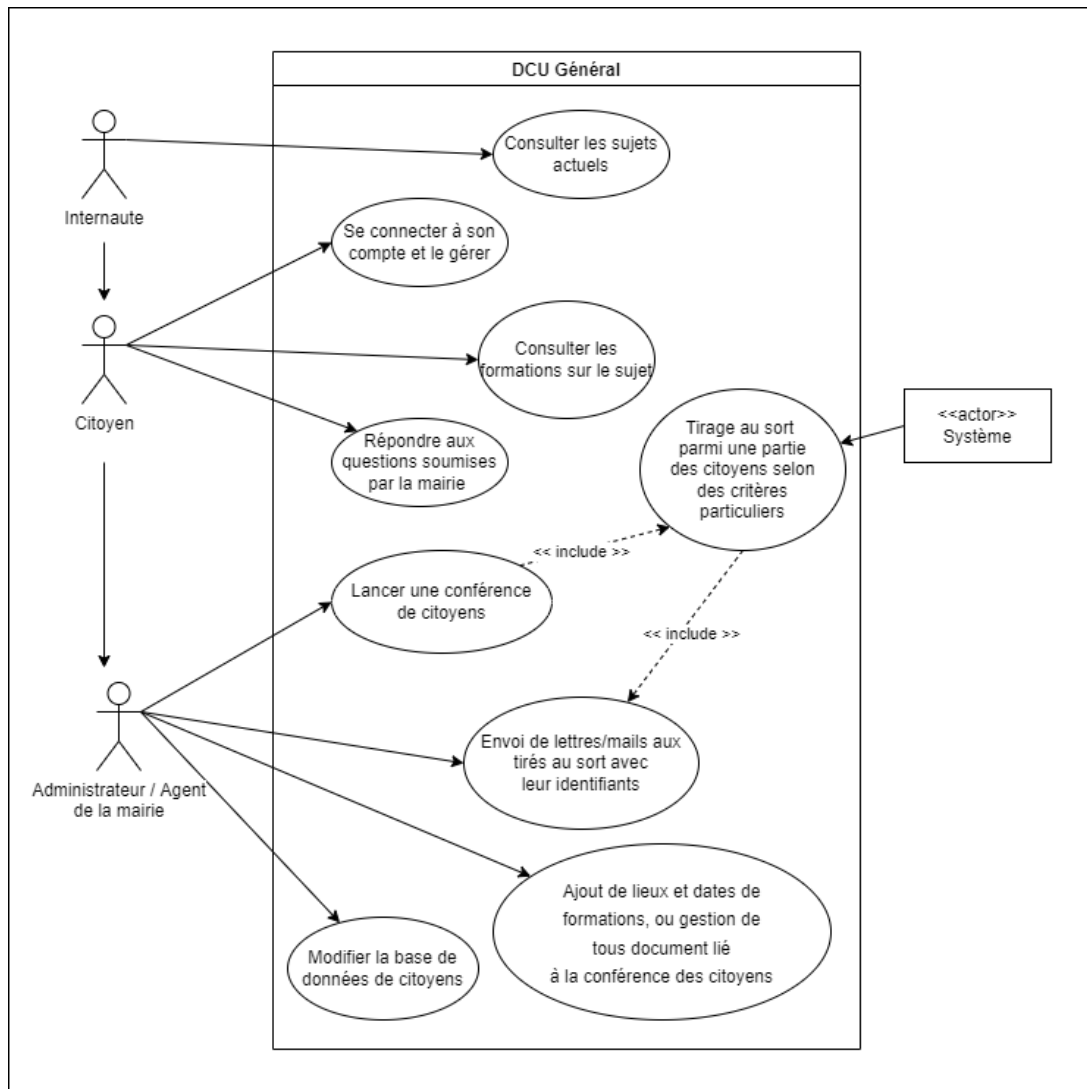 DCU Général
Consulter les sujets
actuels
Internaute
Se connecter à son
compte et le gérer
Consulter les
formations sur le sujet
Citoyen
Tirage au sort
parmi une partie
des citoyens selon
des critères
particuliers
<<actor>>
Système
Répondre aux
questions soumises
par la mairie
<< include >>
Lancer une conférence
de citoyens
<< include >>
Envoi de lettres/mails aux
tirés au sort avec
leur identifiants
Administrateur / Agent
de la mairie
Ajout de lieux et dates de
formations, ou gestion de
tous document lié
à la conférence des citoyens
Modifier la base de
données de citoyens